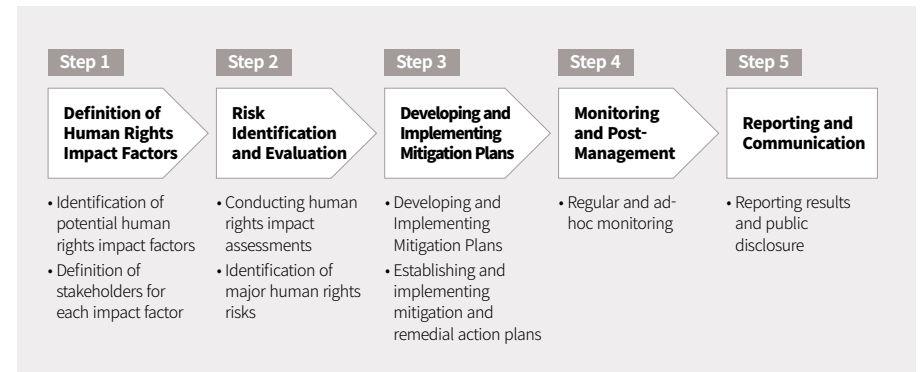 Step 1
Definition of
Human Rights
Impact Factors
• Identification of
potential human
rights impact factors
• Definition of
stakeholders for
each impact factor
Step 2
Risk
Identification
and Evaluation
• Conducting human
rights impact
assessments
• Identification of
major human rights
risks
Step 3
Developing and
Implementing
Mitigation Plans
• Developing and
Implementing
Mitigation Plans
• Establishing and
implementing
mitigation and
remedial action plans
Step 4
Monitoring
and Post-
Management
• Regular and ad-
hoc monitoring
Step 5
Reporting and
Communication
• Reporting results
and public
disclosure